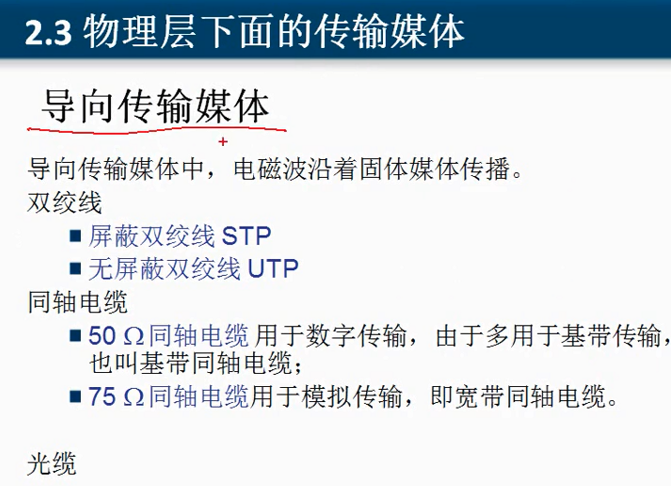 2.3 物理层下面的传输媒体
导向传输媒体
导向传输媒体中，电磁波沿着固体媒体传播。
双绞线
■ 屏蔽双绞线 STP
■ 无屏蔽双绞线 UTP
同轴电缆
■ 50 Ω 同轴电缆 用于数字传输，由于多用于基带传输，
也叫基带同轴电缆；
■ 75 Ω 同轴电缆用于模拟传输，即宽带同轴电缆。
光缆